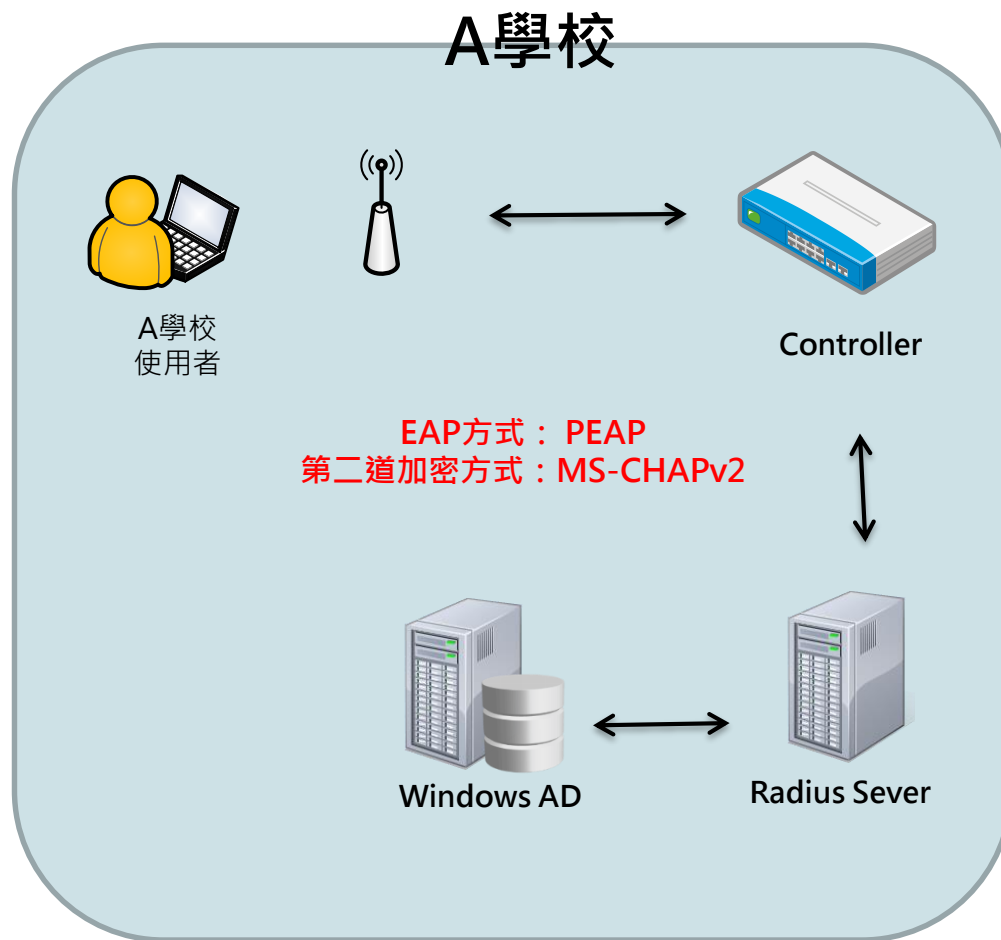 A學校
A學校
使用者
Controller
EAP方式： PEAP
第二道加密方式：MS-CHAPv2
Windows AD
Radius Sever